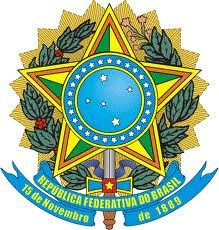 REPÚBLICA FEDERATIVA DO BRASIL
15 de Novembro de 1889